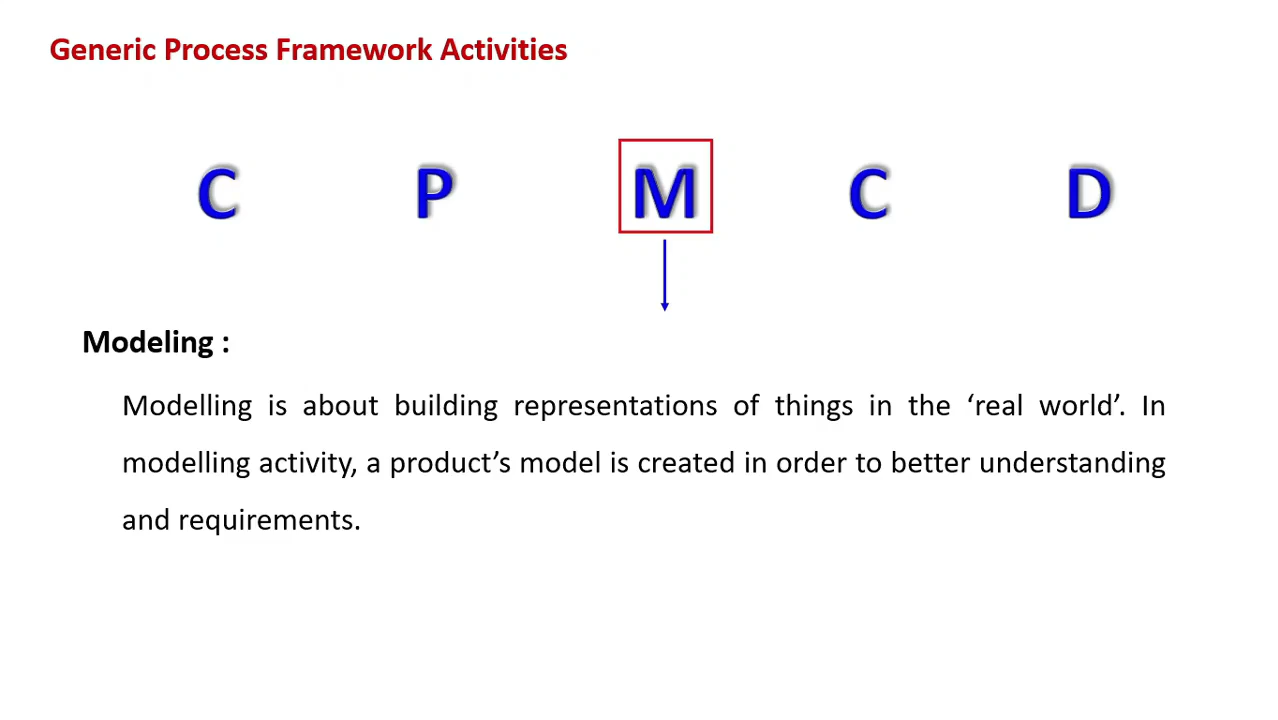 Generic Process Framework Activities
C P M C D
Modeling :
Modelling is about building representations of things in the ‘real world’. In
modelling activity, a product’s model is created in order to better understanding
and requirements.